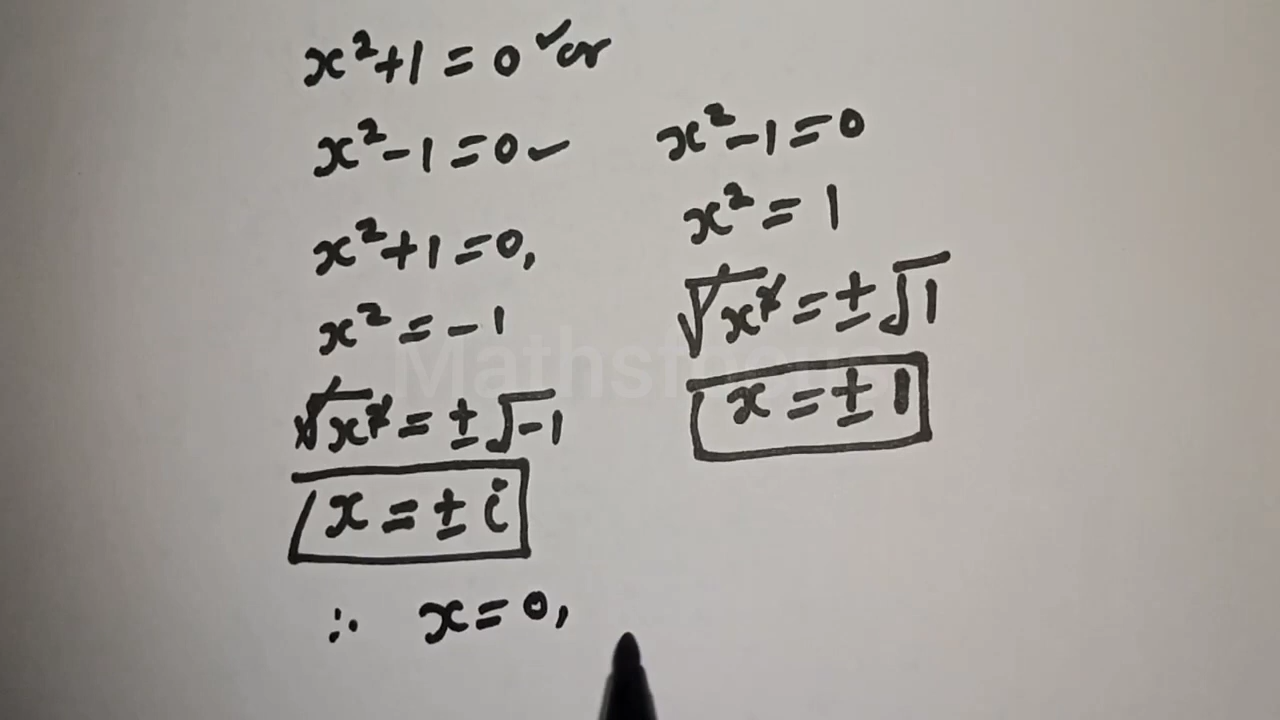 x²+1=0 ✓ or
x²-1=0 ✓
x²+1=0,
x²=-1
√x²=±√-1
x=±i
x²-1=0
x²=1
√x²=±√1
x=±1
∴ x=0,